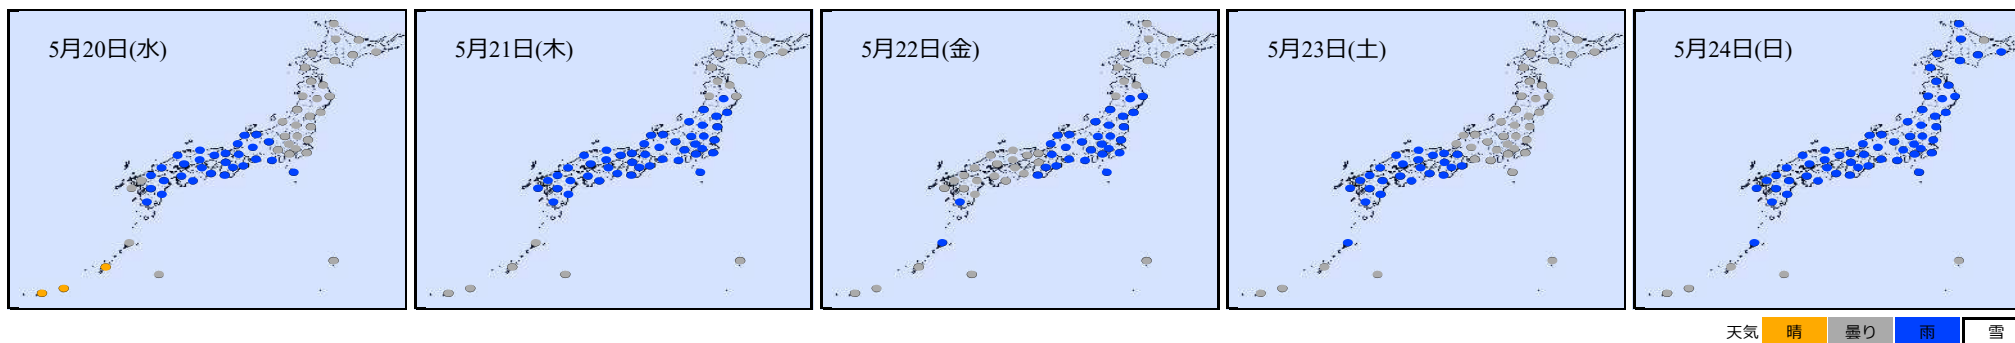 5月20日(水)
5月21日(木)
5月22日(金)
5月23日(土)
5月24日(日)
天気 晴 曇り 雨 雪